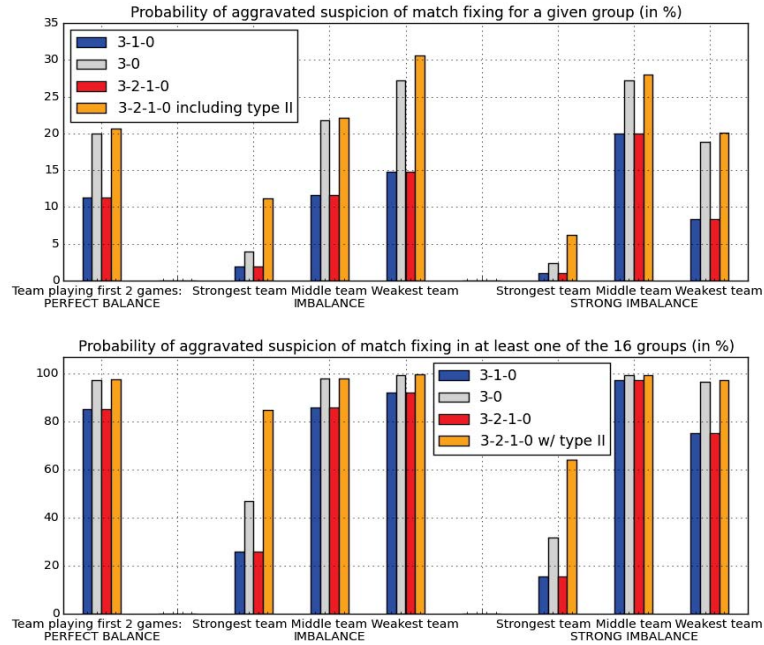 Probability of aggravated suspicion of match fixing for a given group (in %)
35
30
25
20
15
10
5
0
3-1-0
3-0
3-2-1-0
3-2-1-0 including type II
Team playing first 2 games: Strongest team Middle team Weakest team Strongest team Middle team Weakest team
PERFECT BALANCE IMBALANCE STRONG IMBALANCE
Probability of aggravated suspicion of match fixing in at least one of the 16 groups (in %)
100
80
60
40
20
0
3-1-0
3-0
3-2-1-0
3-2-1-0 w/ type II
Team playing first 2 games: Strongest team Middle team Weakest team Strongest team Middle team Weakest team
PERFECT BALANCE IMBALANCE STRONG IMBALANCE